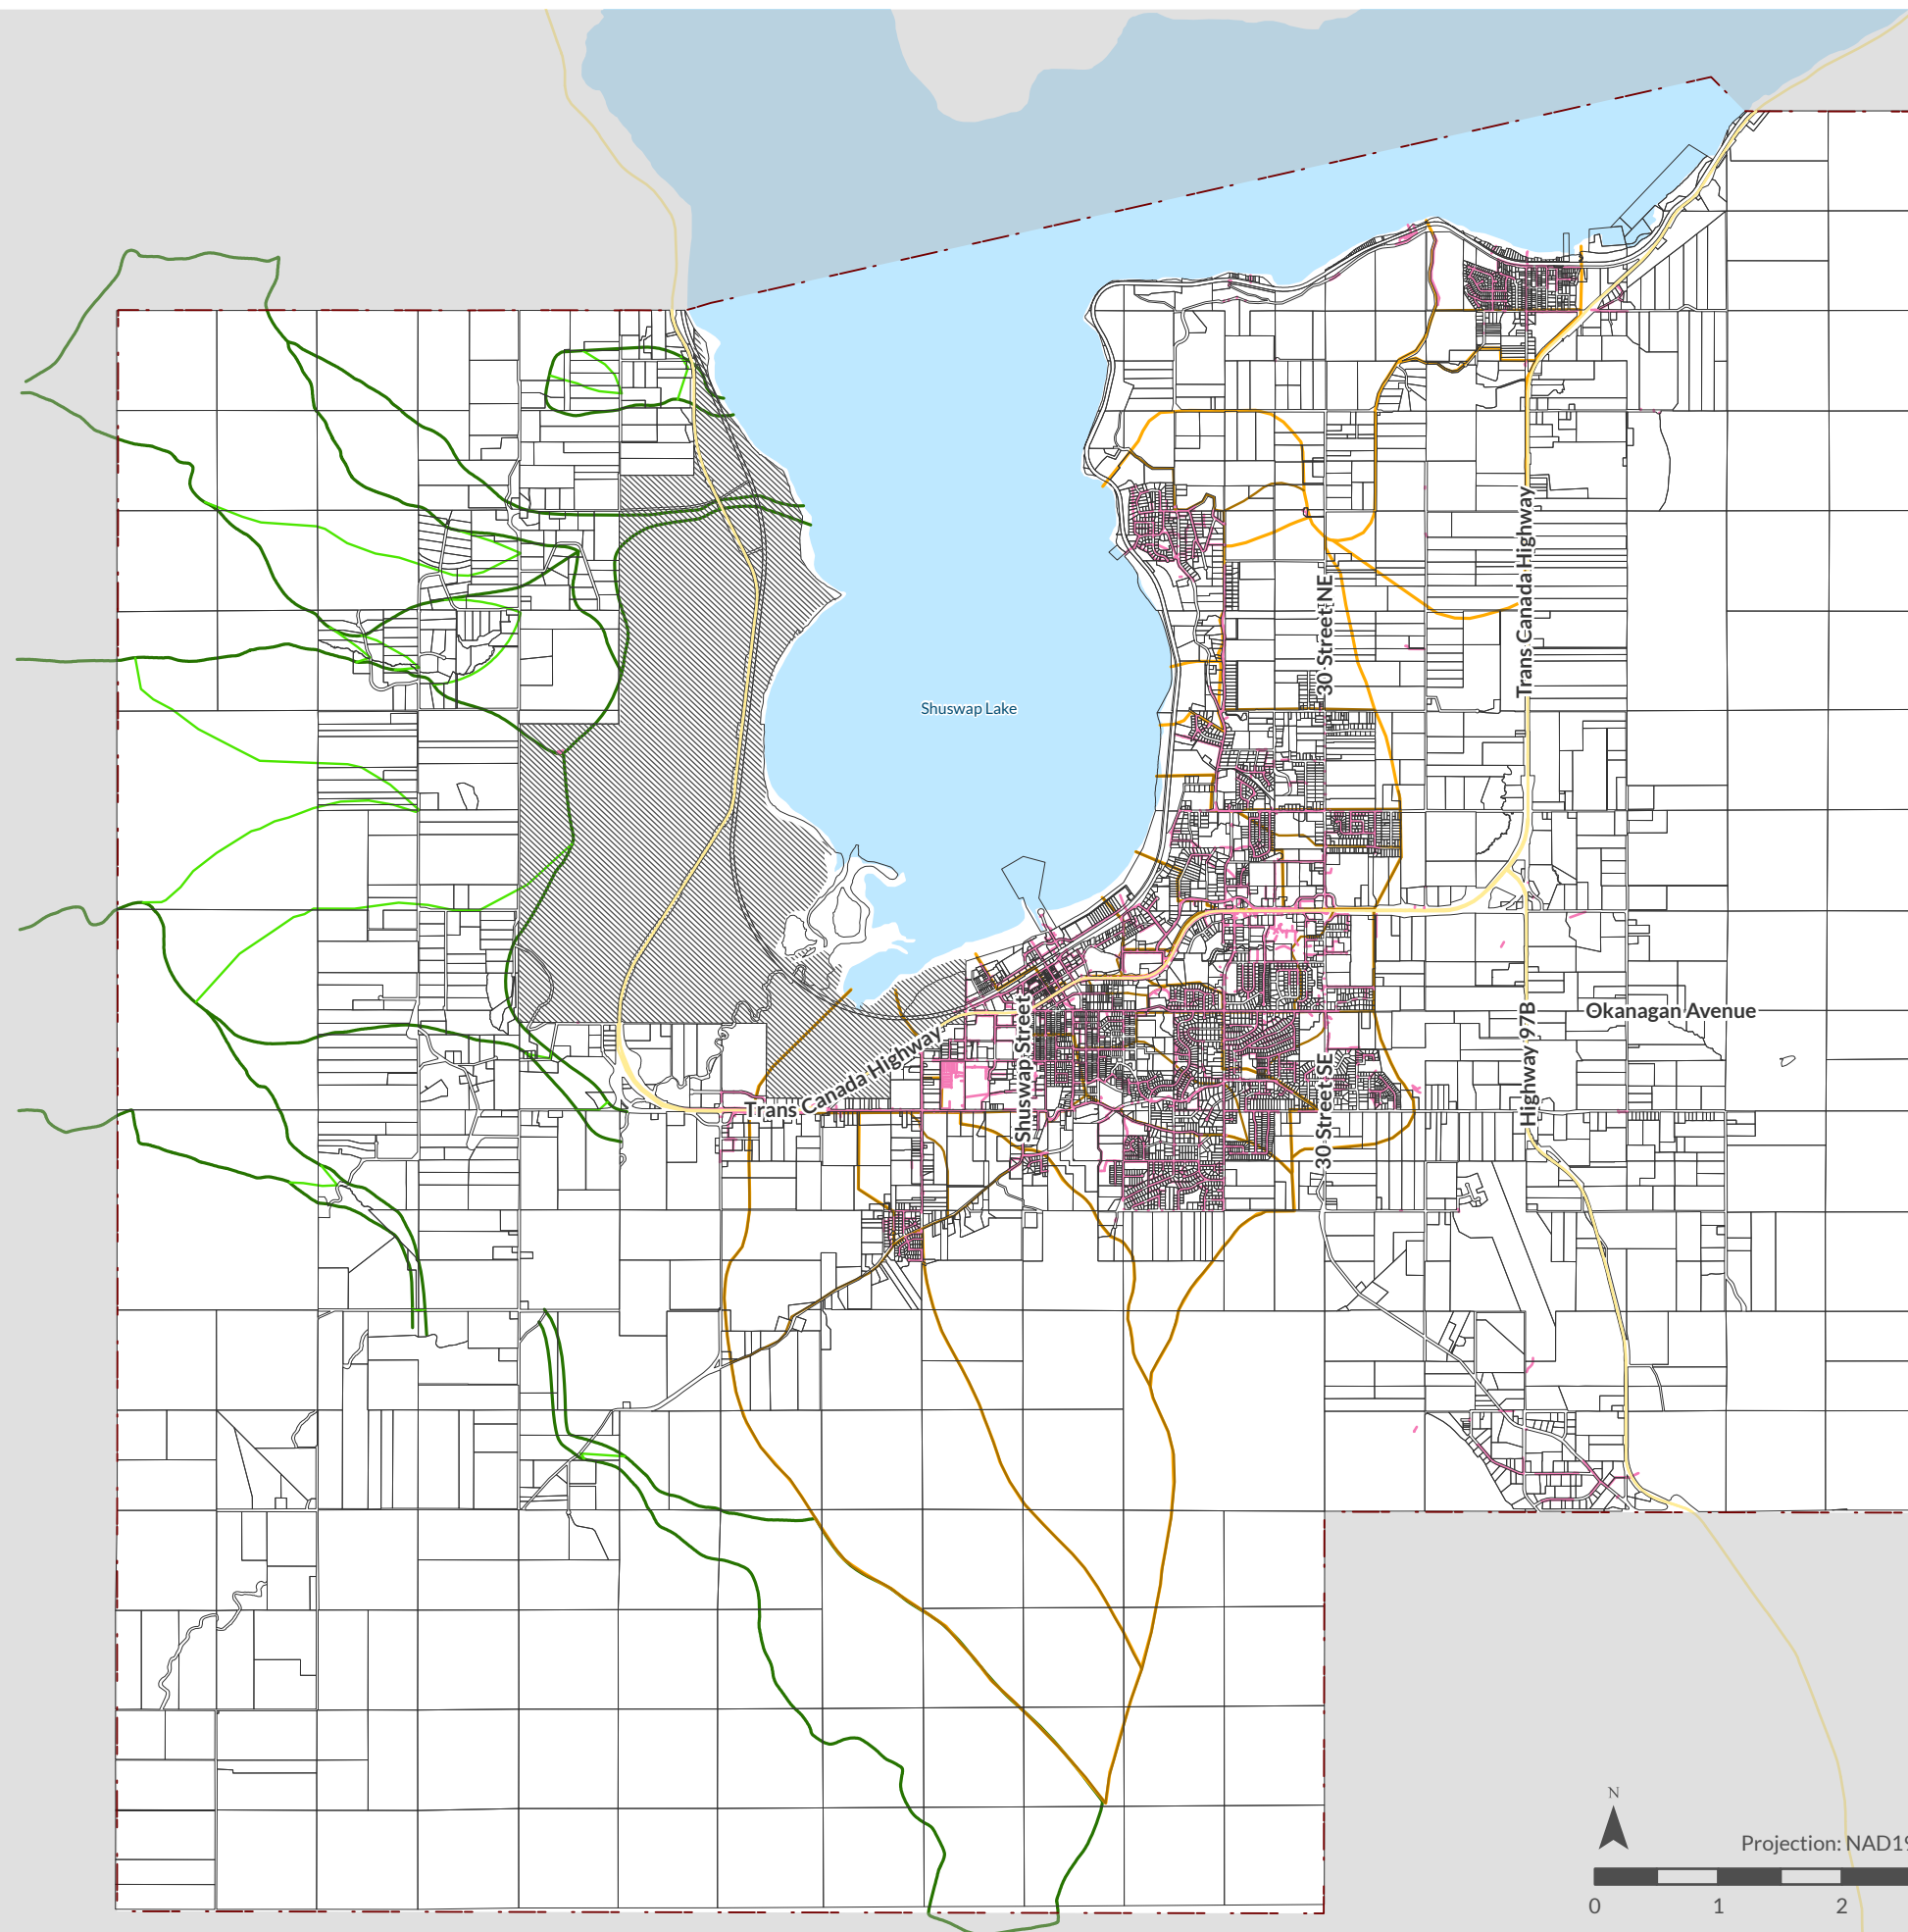 Trans Canada Highway
30 Street NE
Shuswap Lake
Okanagan Avenue
Highway 97B
Shuswap Street
Trans Canada Highway
30 Street SE
N
Projection: NAD19
0 1 2